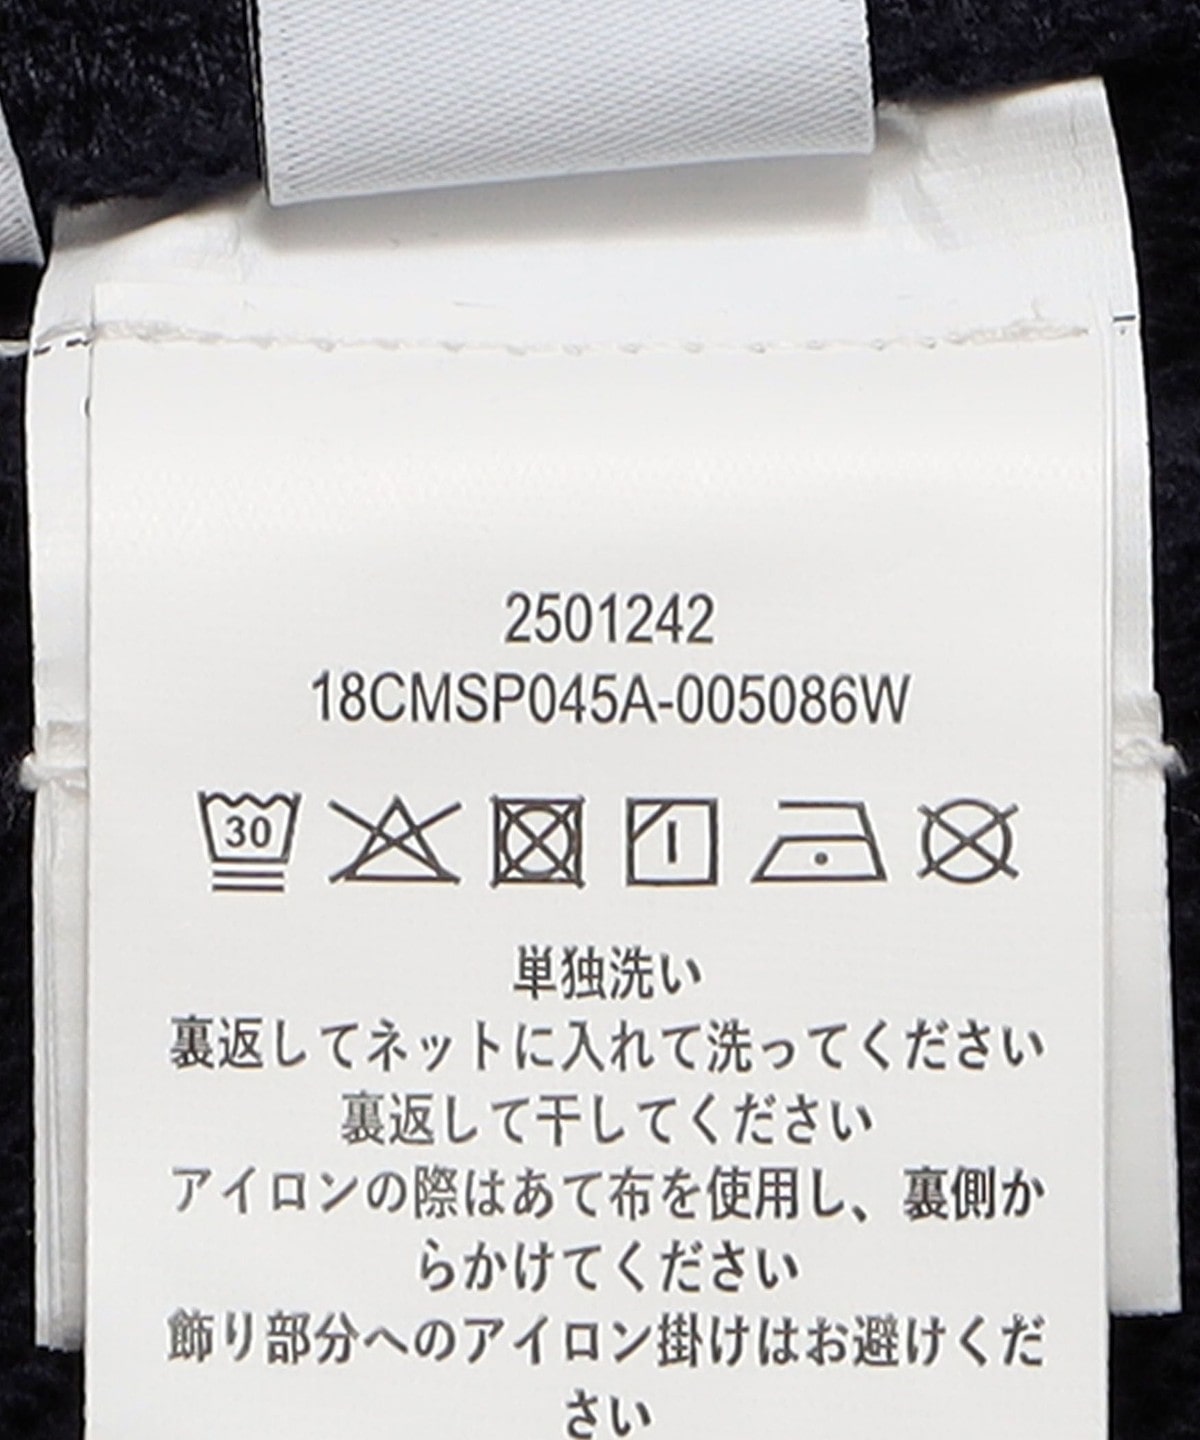 2501242
18CMSP045A-005086W
30
単独洗い
裏返してネットに入れて洗ってください
裏返して干してください
アイロンの際はあて布を使用し、裏側か
らかけてください
飾り部分へのアイロン掛けはお避けくだ
さい